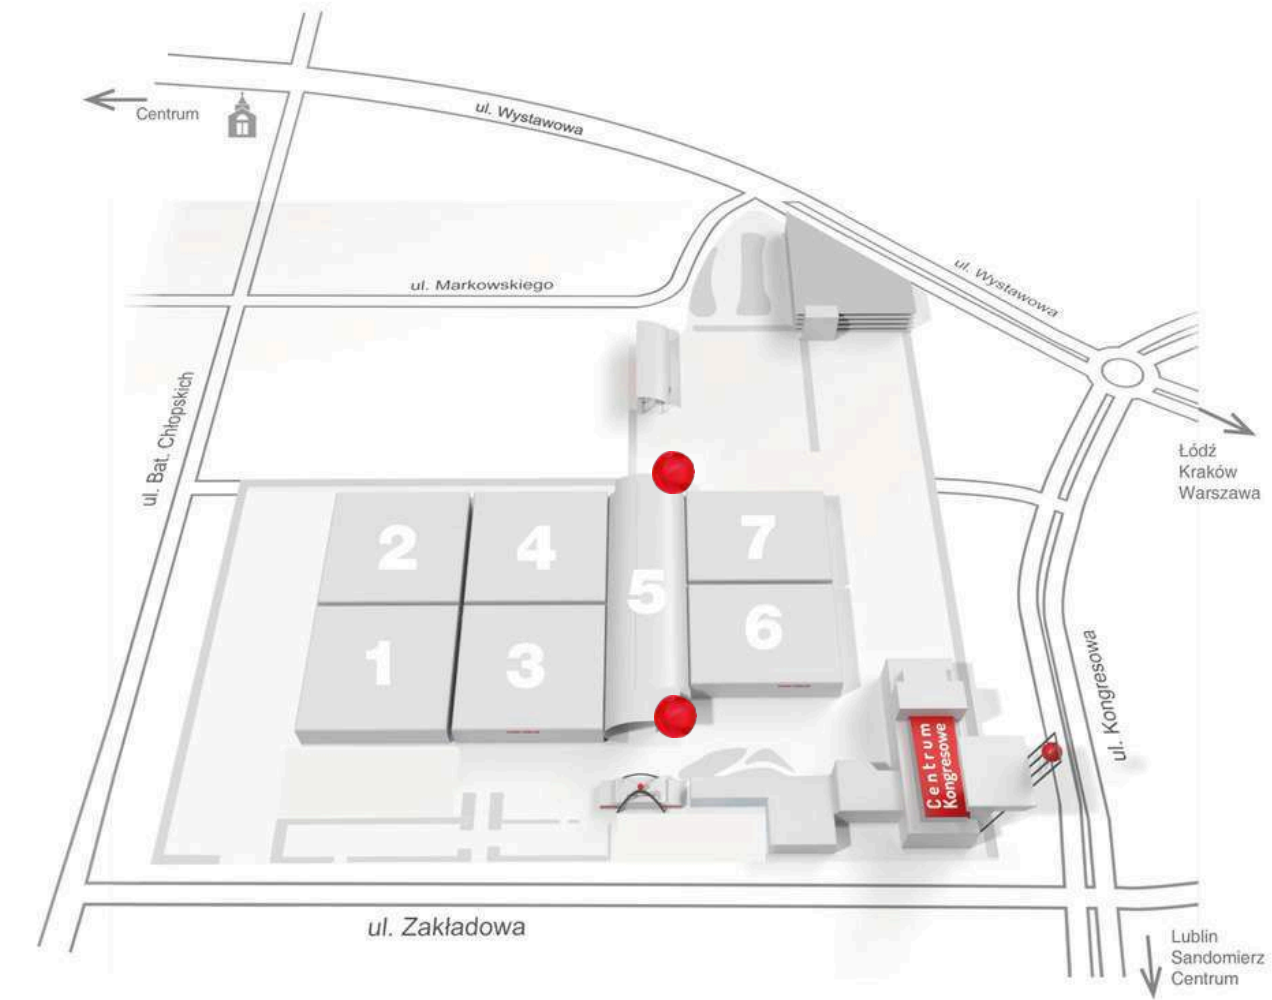 Centrum
ul. Wystawowa
ul. Wystawowa
ul. Markowskiego
ul. Bat. Chłopskich
Łódź
Kraków
Warszawa
2
4
7
5
6
1
3
ul. Kongresowa
Centrum
Kongresowe
ul. Zakładowa
Lublin
Sandomierz
Centrum